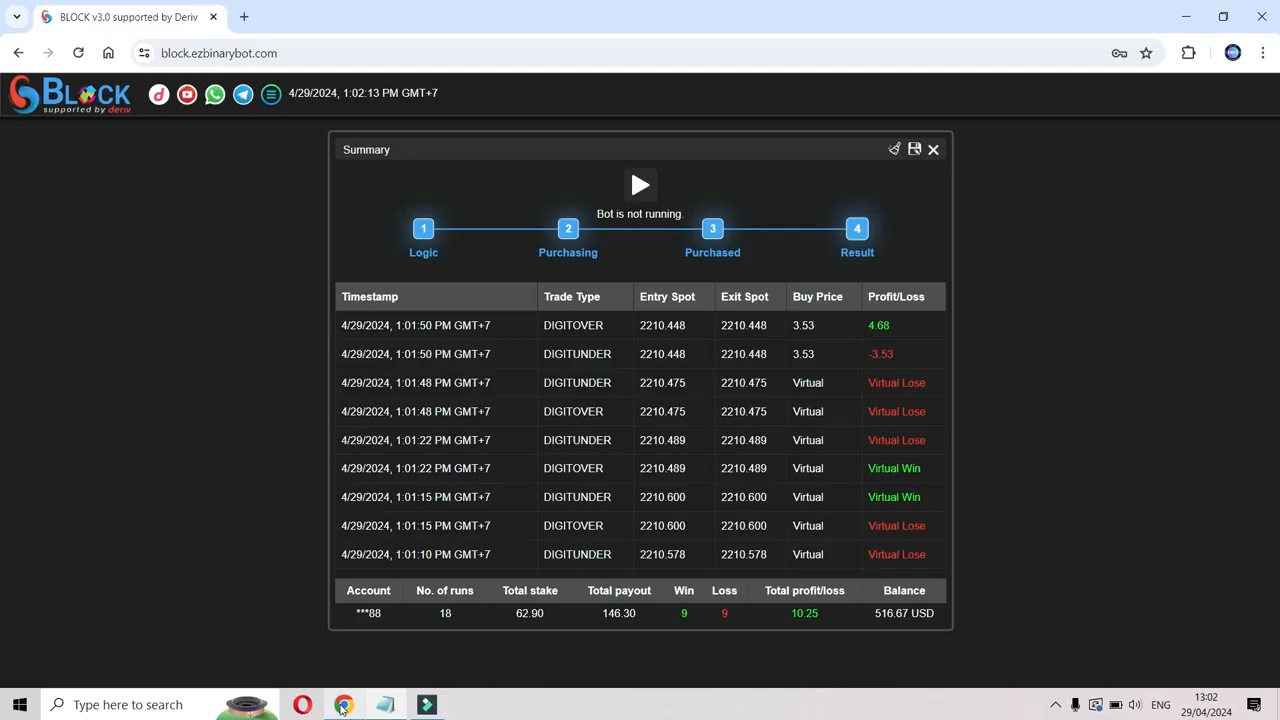 BLOCK v3.0 supported by Deriv
block.ezbinarybot.com
BLOCK
supported by deriv
4/29/2024, 1:02:13 PM GMT+7
Summary
Bot is not running.
1 2 3 4
Logic Purchasing Purchased Result
Timestamp Trade Type Entry Spot Exit Spot Buy Price Profit/Loss
4/29/2024, 1:01:50 PM GMT+7 DIGITOVER 2210.448 2210.448 3.53 4.68
4/29/2024, 1:01:50 PM GMT+7 DIGITUNDER 2210.448 2210.448 3.53 -3.53
4/29/2024, 1:01:48 PM GMT+7 DIGITUNDER 2210.475 2210.475 Virtual Virtual Lose
4/29/2024, 1:01:48 PM GMT+7 DIGITOVER 2210.475 2210.475 Virtual Virtual Lose
4/29/2024, 1:01:22 PM GMT+7 DIGITUNDER 2210.489 2210.489 Virtual Virtual Lose
4/29/2024, 1:01:22 PM GMT+7 DIGITOVER 2210.489 2210.489 Virtual Virtual Win
4/29/2024, 1:01:15 PM GMT+7 DIGITUNDER 2210.600 2210.600 Virtual Virtual Win
4/29/2024, 1:01:15 PM GMT+7 DIGITOVER 2210.600 2210.600 Virtual Virtual Lose
4/29/2024, 1:01:10 PM GMT+7 DIGITUNDER 2210.578 2210.578 Virtual Virtual Lose
Account No. of runs Total stake Total payout Win Loss Total profit/loss Balance
***88 18 62.90 146.30 9 9 10.25 516.67 USD
Type here to search
ENG
13:02
29/04/2024